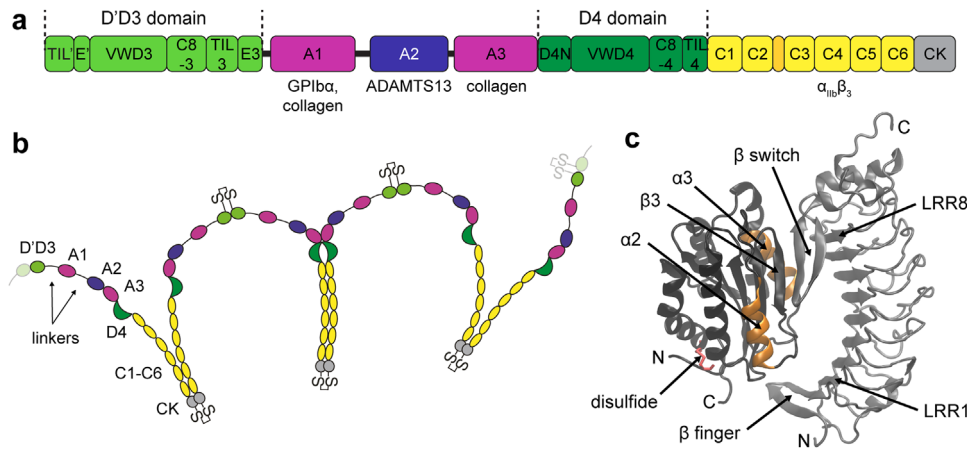 a
D'D3 domain
D4 domain
TIL' E' VWD3 C8-3 TIL3 E3 A1 A2 A3 D4N VWD4 C8-4 TIL4 C1 C2 C3 C4 C5 C6 CK
GPIbα, collagen
ADAMTS13
collagen
αIIbβ3
b
S S
S S
S S
D'D3
A1
A2
A3
linkers
D4
C1-C6
CK
S S
S S
S S
c
C
β switch
α3
β3
α2
LRR8
N
disulfide
C
β finger
N
LRR1